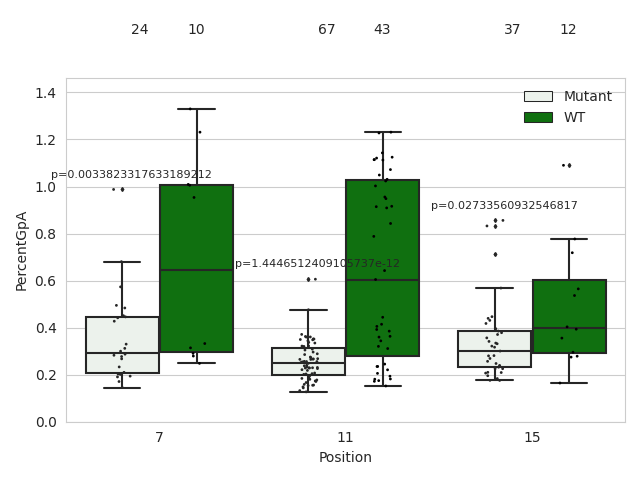 24 10 67 43 37 12
1.4
1.2
1.0
0.8
0.6
0.4
0.2
0.0
PercentGpA
Mutant
WT
p=0.0033823317633189212
p=1.4446512409105737e-12
p=0.02733560932546817
7 11 15
Position